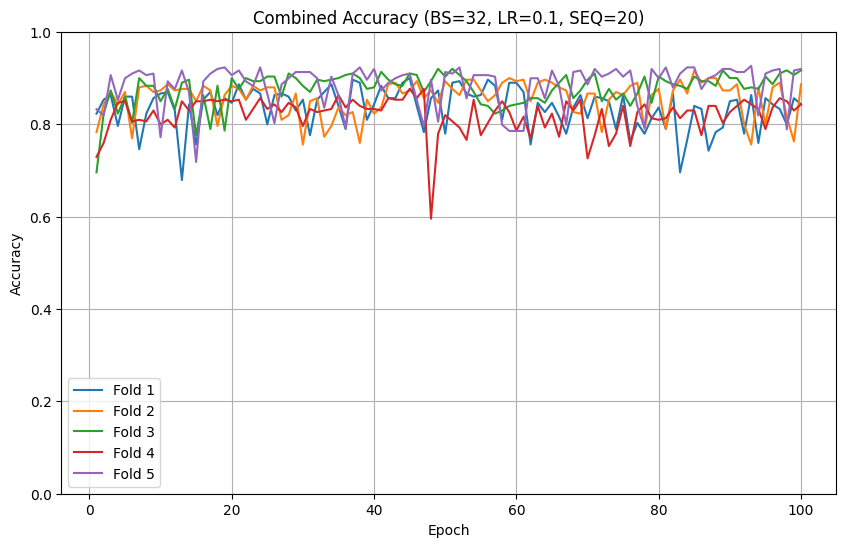 Combined Accuracy (BS=32, LR=0.1, SEQ=20)
1.0
0.8
0.6
0.4
0.2
0.0
Accuracy
Fold 1
Fold 2
Fold 3
Fold 4
Fold 5
0 20 40 60 80 100
Epoch